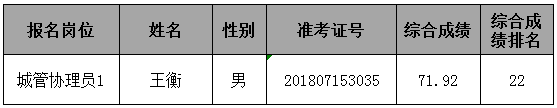 报名岗位 姓名 性别 准考证号 综合成绩 综合成绩排名
城管协理员1 王衡 男 201807153035 71.92 22